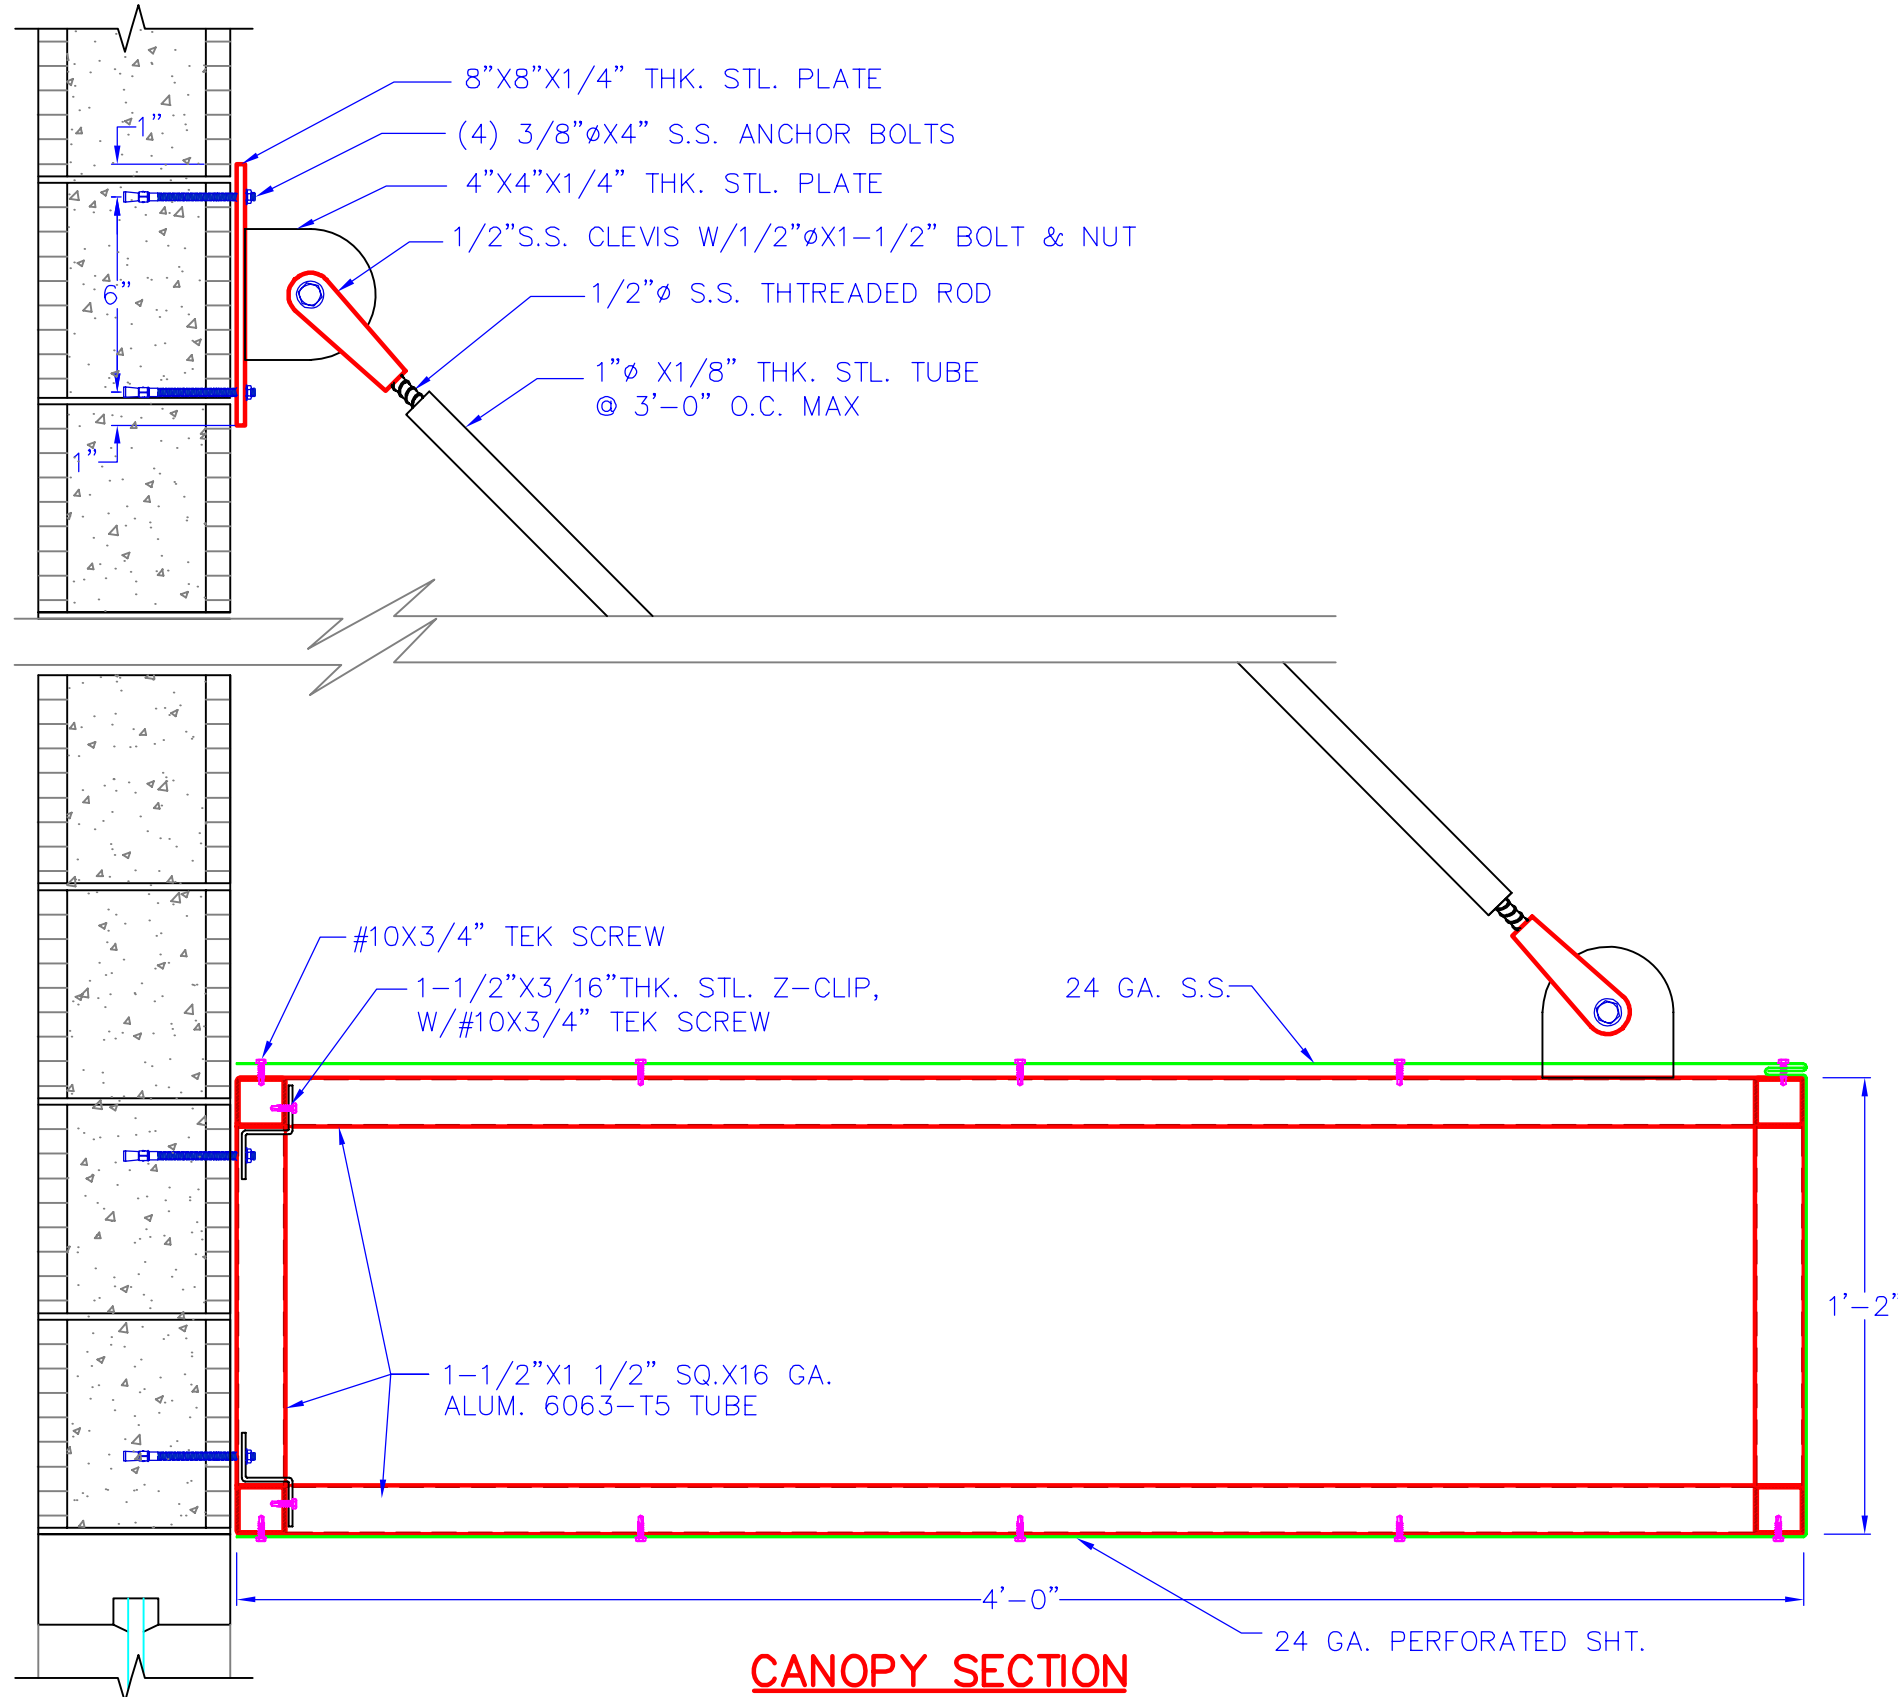 8"X8"X1/4" THK. STL. PLATE
1"
(4) 3/8"øX4" S.S. ANCHOR BOLTS
4"X4"X1/4" THK. STL. PLATE
1/2"S.S. CLEVIS W/1/2"øX1-1/2" BOLT & NUT
6"
1/2"ø S.S. THTREADED ROD
1"ø X1/8" THK. STL. TUBE
@ 3'-0" O.C. MAX
1"
#10X3/4" TEK SCREW
1-1/2"X3/16"THK. STL. Z-CLIP,
W/#10X3/4" TEK SCREW
24 GA. S.S.
1'-2"
1-1/2"X1 1/2" SQ.X16 GA.
ALUM. 6063-T5 TUBE
4'-0"
24 GA. PERFORATED SHT.
CANOPY SECTION